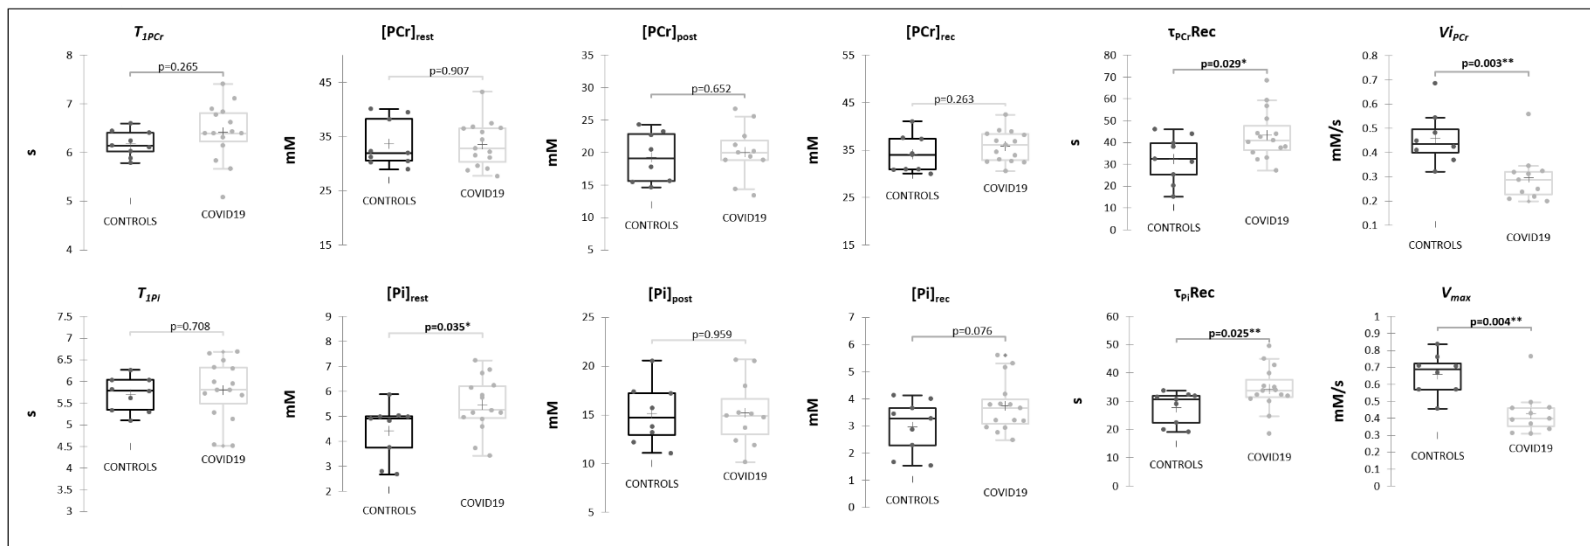 T1PCr
p=0.265
8
7
6
5
4
s
CONTROLS
COVID19
[PCr]rest
p=0.907
45
35
25
15
mM
CONTROLS
COVID19
[PCr]post
p=0.652
35
30
25
20
15
10
5
mM
CONTROLS
COVID19
[PCr]rec
p=0.263
55
45
35
25
15
mM
CONTROLS
COVID19
τPCrRec
p=0.029*
80
70
60
50
40
30
20
10
0
s
CONTROLS
COVID19
ViPCr
p=0.003**
0.8
0.7
0.6
0.5
0.4
0.3
0.2
0.1
mM/s
CONTROLS
COVID19
T1Pi
p=0.708
7
6.5
6
5.5
5
4.5
4
3.5
3
s
CONTROLS
COVID19
[Pi]rest
p=0.035*
9
8
7
6
5
4
3
2
mM
CONTROLS
COVID19
[Pi]post
p=0.959
25
20
15
10
5
mM
CONTROLS
COVID19
[Pi]rec
p=0.076
7
6
5
4
3
2
1
0
mM
CONTROLS
COVID19
τPiRec
p=0.025**
60
50
40
30
20
10
0
s
CONTROLS
COVID19
Vmax
p=0.004**
1
0.9
0.8
0.7
0.6
0.5
0.4
0.3
0.2
0.1
0
mM/s
CONTROLS
COVID19